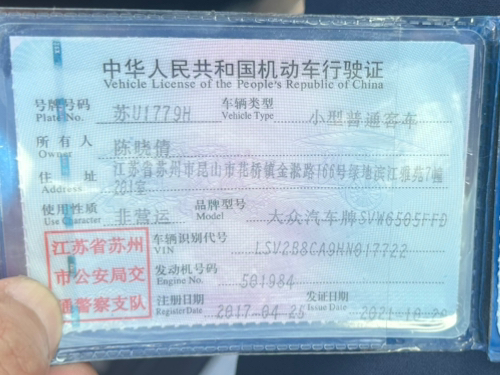 中华人民共和国机动车行驶证
Vehicle License of the People's Republic of China
号牌号码 Plate No. 苏U1779H 车辆类型 Vehicle Type 小型普通客车
所有人 Owner 陈晓倩
住址 Address 江苏省苏州市昆山市花桥镇金淞路166号绿地滨江雅苑7幢
201室
使用性质 Use Character 非营运 品牌型号 Model 大众汽车牌SVW6505FFD
江苏省苏州
市公安局交
通警察支队
车辆识别代号 VIN LSV2B8CA9HN017722
发动机号码 Engine No. 501984
注册日期 Register Date 2017-04-25 发证日期 Issue Date 2021-10-26